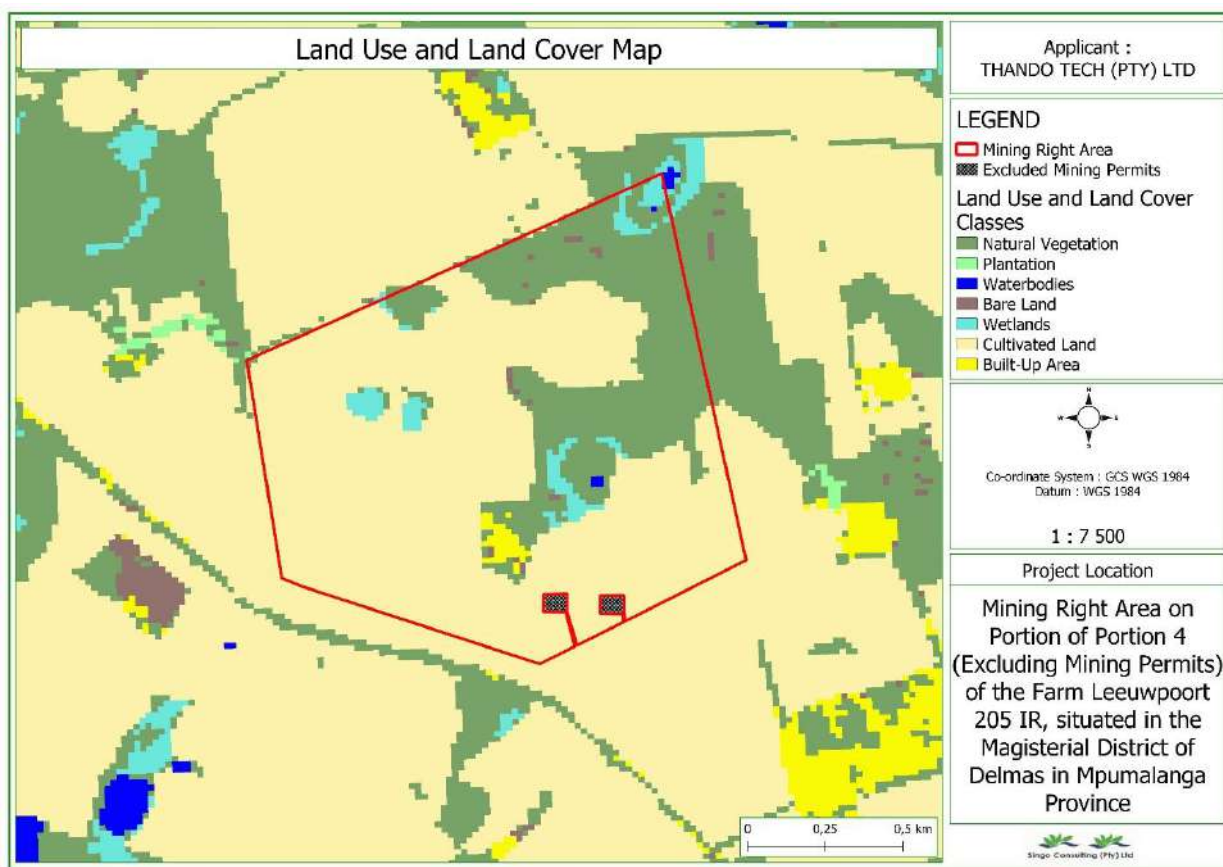 Land Use and Land Cover Map
Applicant :
THANDO TECH (PTY) LTD
LEGEND
Mining Right Area
Excluded Mining Permits
Land Use and Land Cover
Classes
Natural Vegetation
Plantation
Waterbodies
Bare Land
Wetlands
Cultivated Land
Built-Up Area
N
W E
S
Co-ordinate System : GCS WGS 1984
Datum : WGS 1984
1 : 7 500
Project Location
Mining Right Area on
Portion of Portion 4
(Excluding Mining Permits)
of the Farm Leeuwpoort
205 IR, situated in the
Magisterial District of
Delmas in Mpumalanga
Province
0 0,25 0,5 km
Singo Consulting (Pty) Ltd